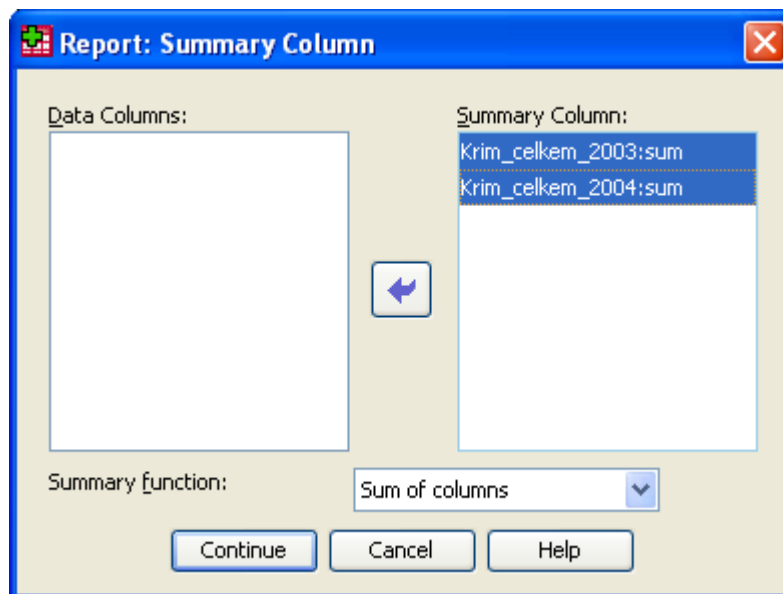 Report: Summary Column
Data Columns:
Summary Column:
Krim_celkem_2003:sum
Krim_celkem_2004:sum
Summary function:
Sum of columns
Continue
Cancel
Help